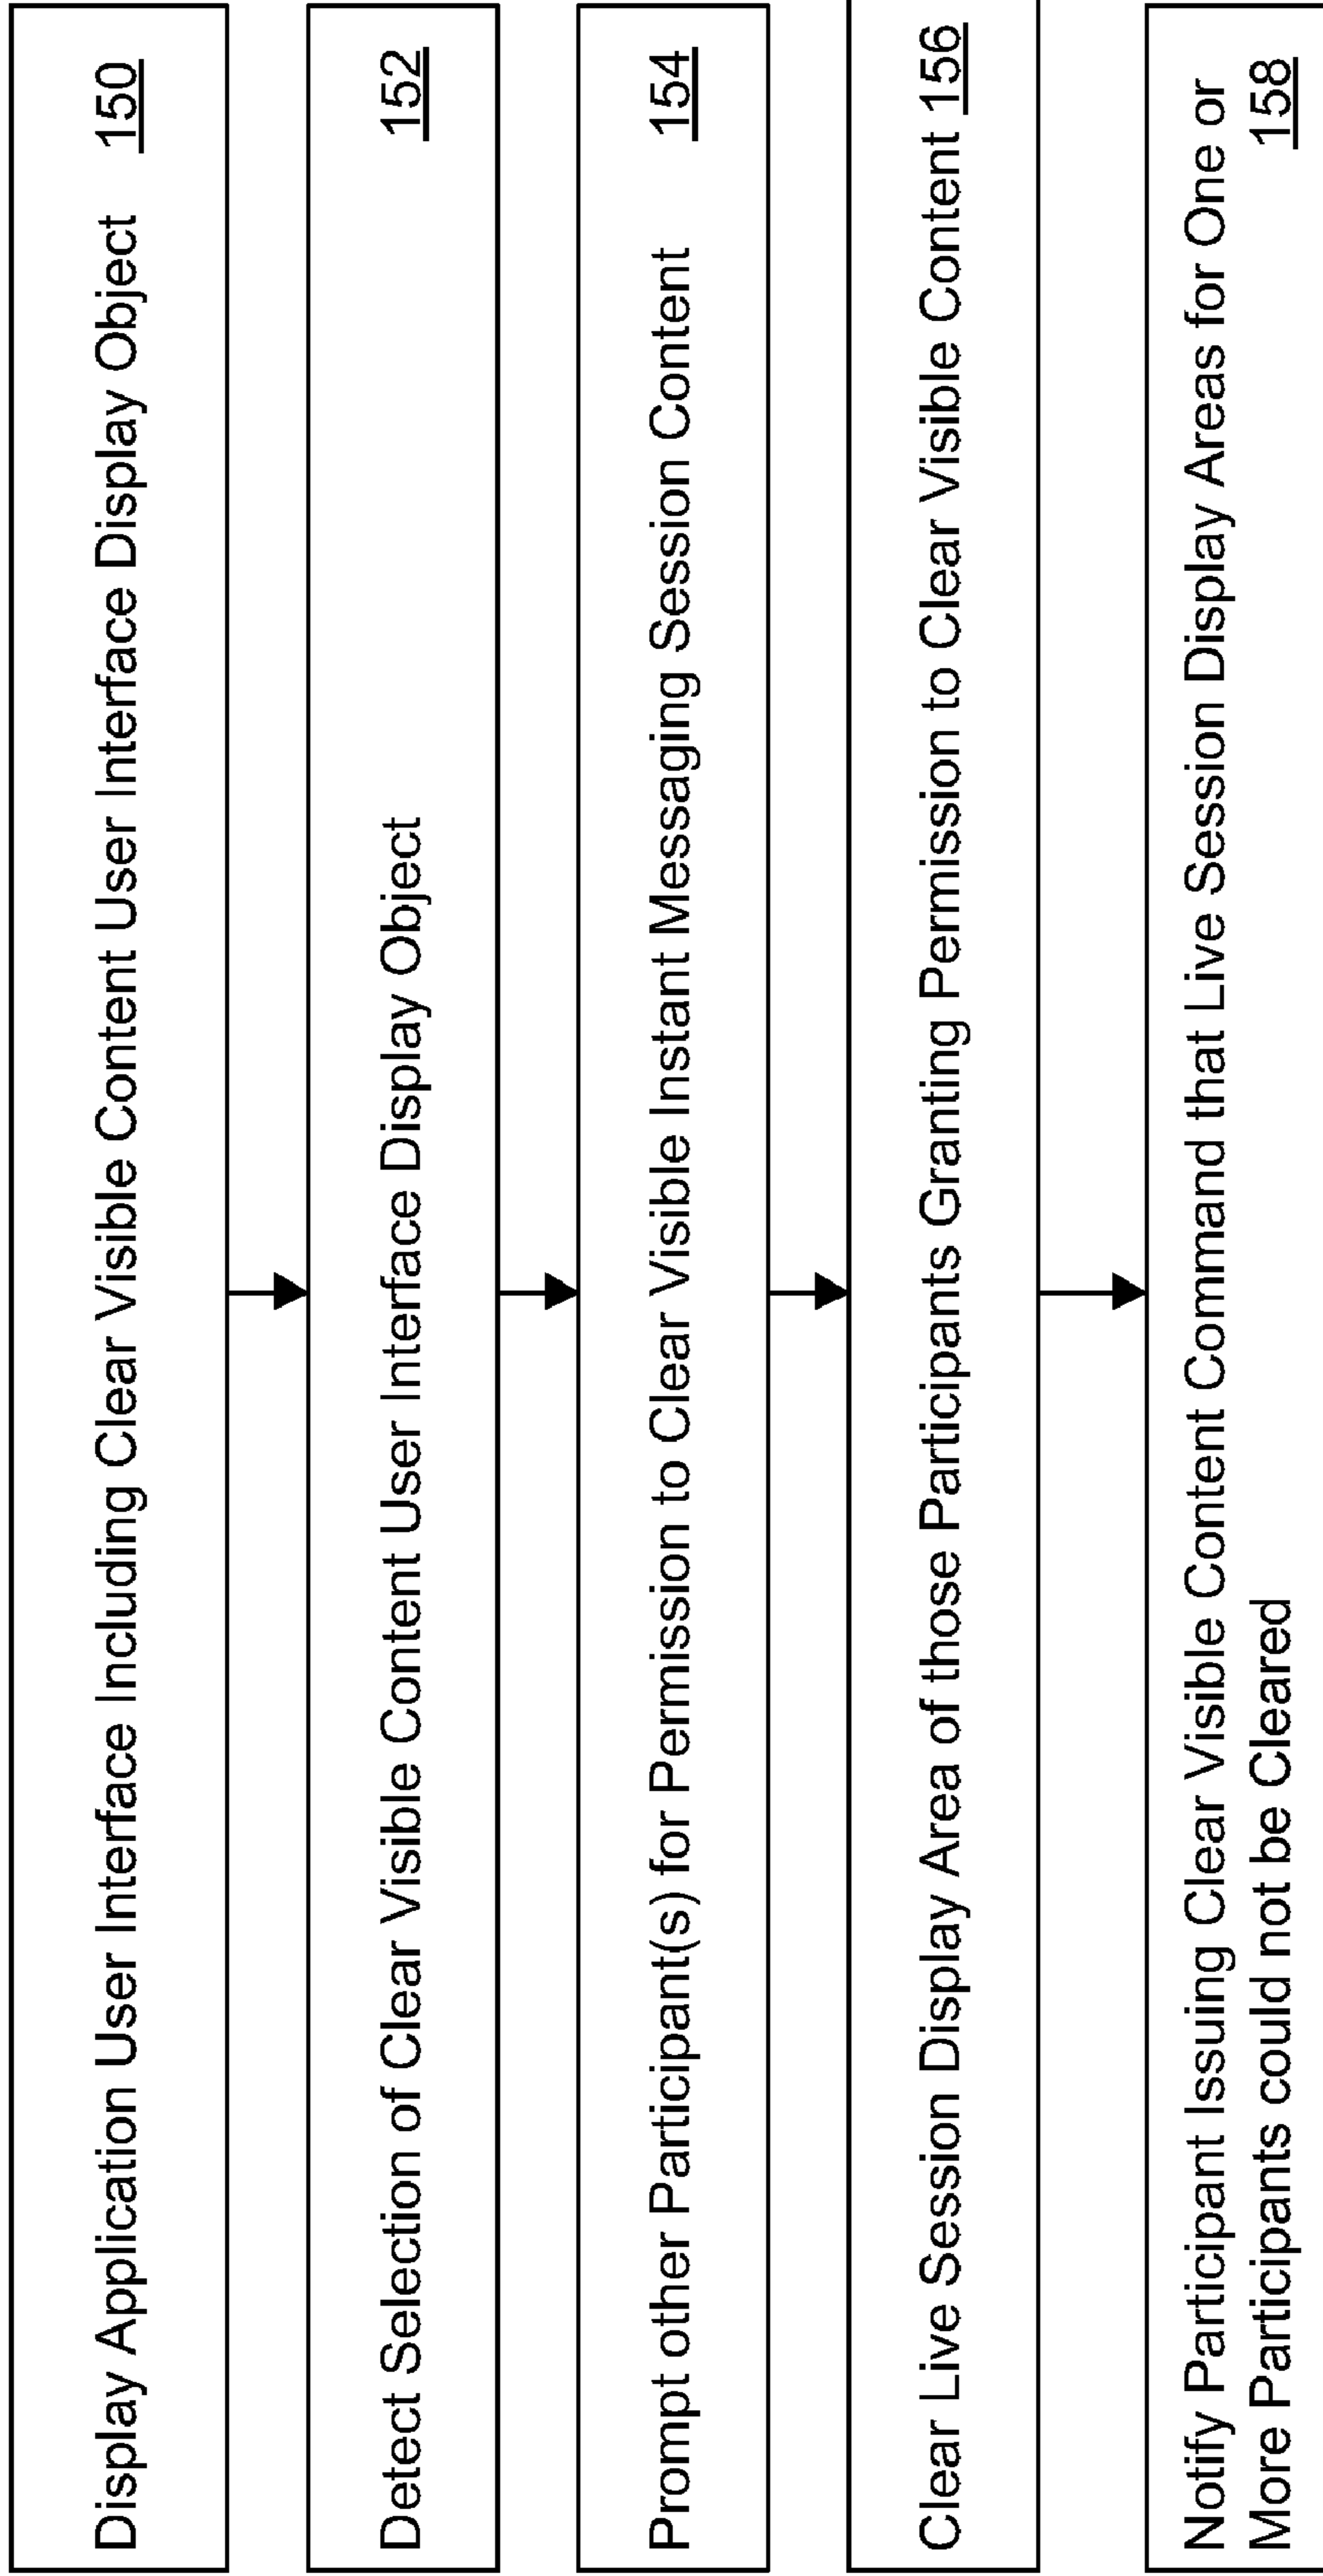 Display Application User Interface Including Clear Visible Content User Interface Display Object 150
Detect Selection of Clear Visible Content User Interface Display Object 152
Prompt other Participant(s) for Permission to Clear Visible Instant Messaging Session Content 154
Clear Live Session Display Area of those Participants Granting Permission to Clear Visible Content 156
Notify Participant Issuing Clear Visible Content Command that Live Session Display Areas for One or
More Participants could not be Cleared 158